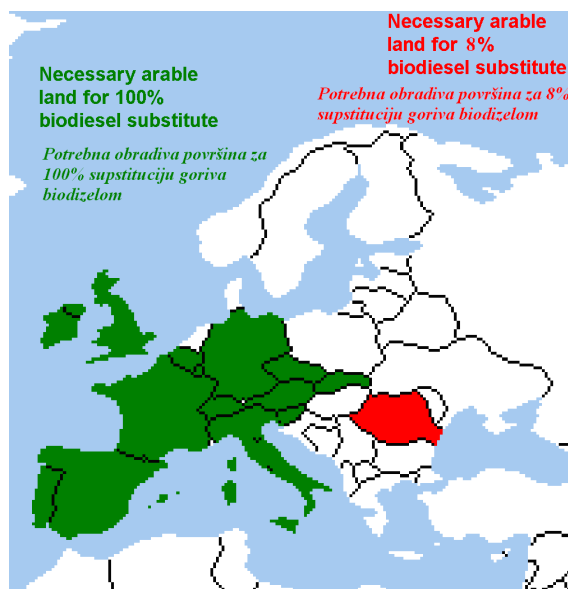 Necessary arable
land for 100%
biodiesel substitute
Potrebna obradiva površina za
100% supstituciju goriva
biodizelom
Necessary arable
land for 8%
biodiesel substitute
Potrebna obradiva površina za 8%
supstituciju goriva biodizelom